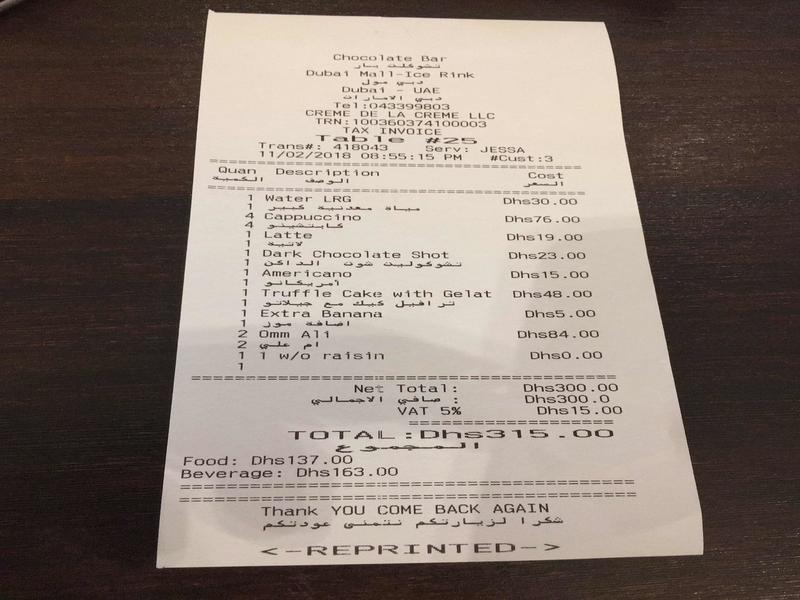 Chocolate Bar
تشوكلت بار
Dubai Mall-Ice Rink
دبي مول
Dubai - UAE
دبي الامارات
Tel:043399803
CREME DE LA CREME LLC
TRN:100360374100003
TAX INVOICE
Table #25
Trans#: 418043 Serv: JESSA
11/02/2018 08:55:15 PM #Cust:3
Quan Description Cost
الكمية الوصف السعر
1 Water LRG Dhs30.00
1 مياة معدنية كبير
4 Cappuccino Dhs76.00
4 كابتشينو
1 Latte Dhs19.00
1 لاتية
1 Dark Chocolate Shot Dhs23.00
1 تشوكوليت شوت الداكن
1 Americano Dhs15.00
1 أمريكانو
1 Truffle Cake with Gelat Dhs48.00
1 ترافيل كيك مع جيلاتو
1 Extra Banana Dhs5.00
1 اضافة موز
2 Omm Ali Dhs84.00
2 ام علي
1 1 w/o raisin Dhs0.00
1
Net Total: Dhs300.00
صافي الاجمالي : Dhs300.0
VAT 5% Dhs15.00
TOTAL:Dhs315.00
المجموع
Food: Dhs137.00
Beverage: Dhs163.00
Thank YOU COME BACK AGAIN
شكرا لزيارتكم نتمنى عودتكم
<-REPRINTED->